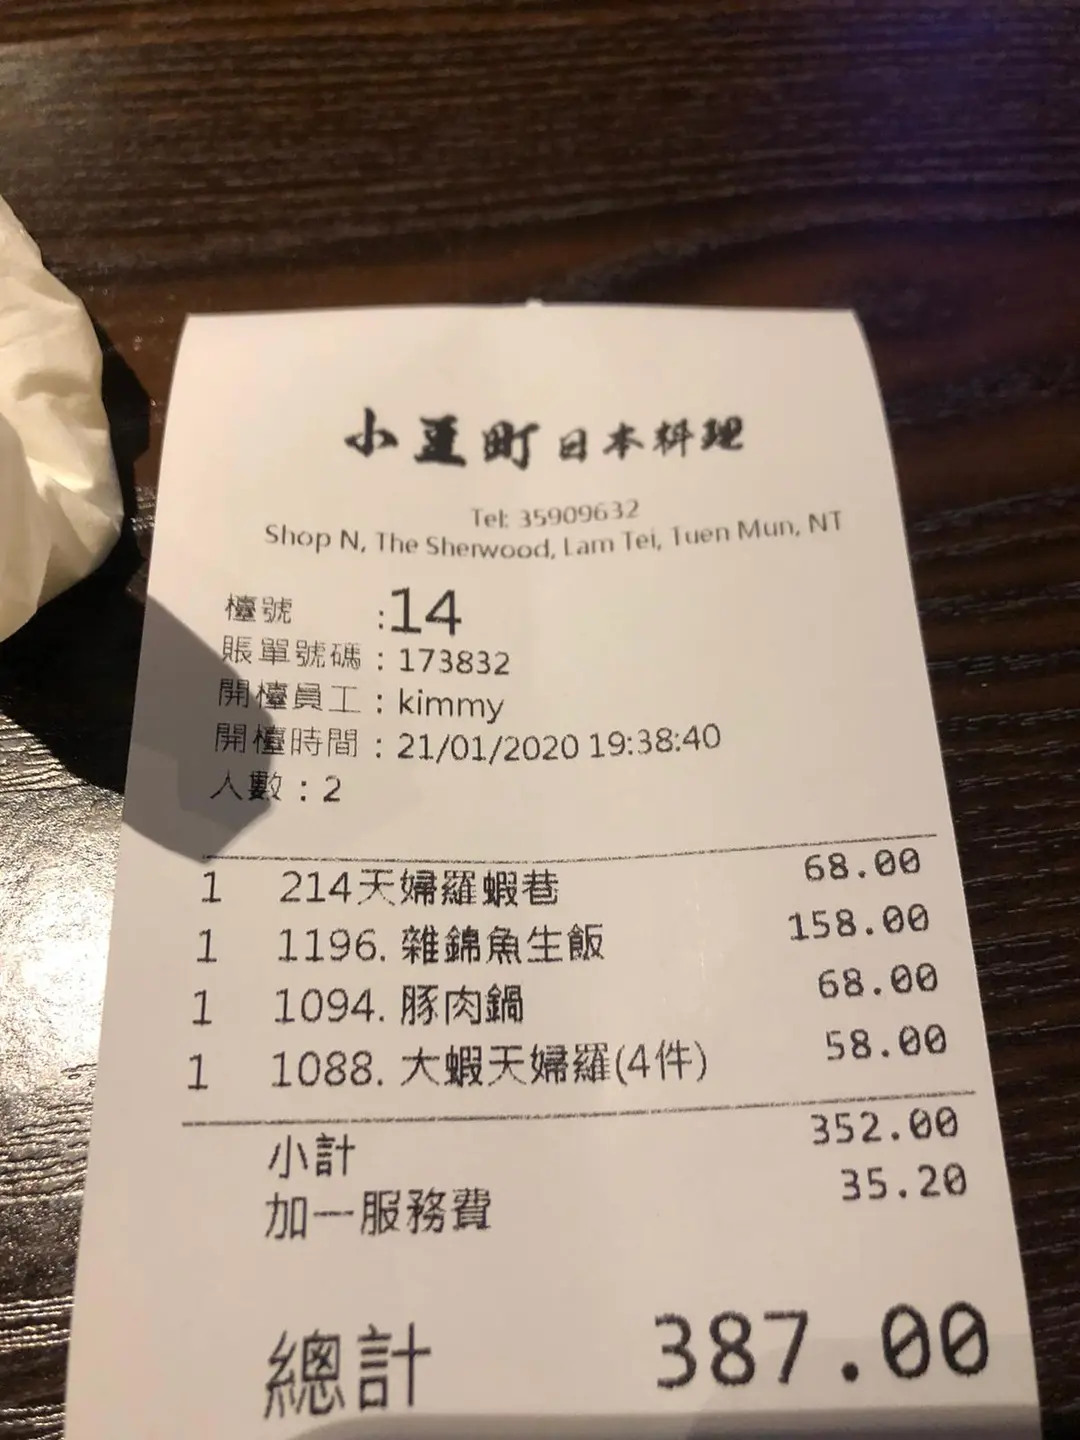 小豆町日本料理
Tel: 35909632
Shop N, The Sherwood, Lam Tei, Tuen Mun, NT
檯號 :14
賬單號碼 : 173832
開檯員工 : kimmy
開檯時間 : 21/01/2020 19:38:40
人數 : 2
1 214天婦羅蝦巷 68.00
1 1196. 雜錦魚生飯 158.00
1 1094. 豚肉鍋 68.00
1 1088. 大蝦天婦羅(4件) 58.00
小計 352.00
加一服務費 35.20
總計 387.00